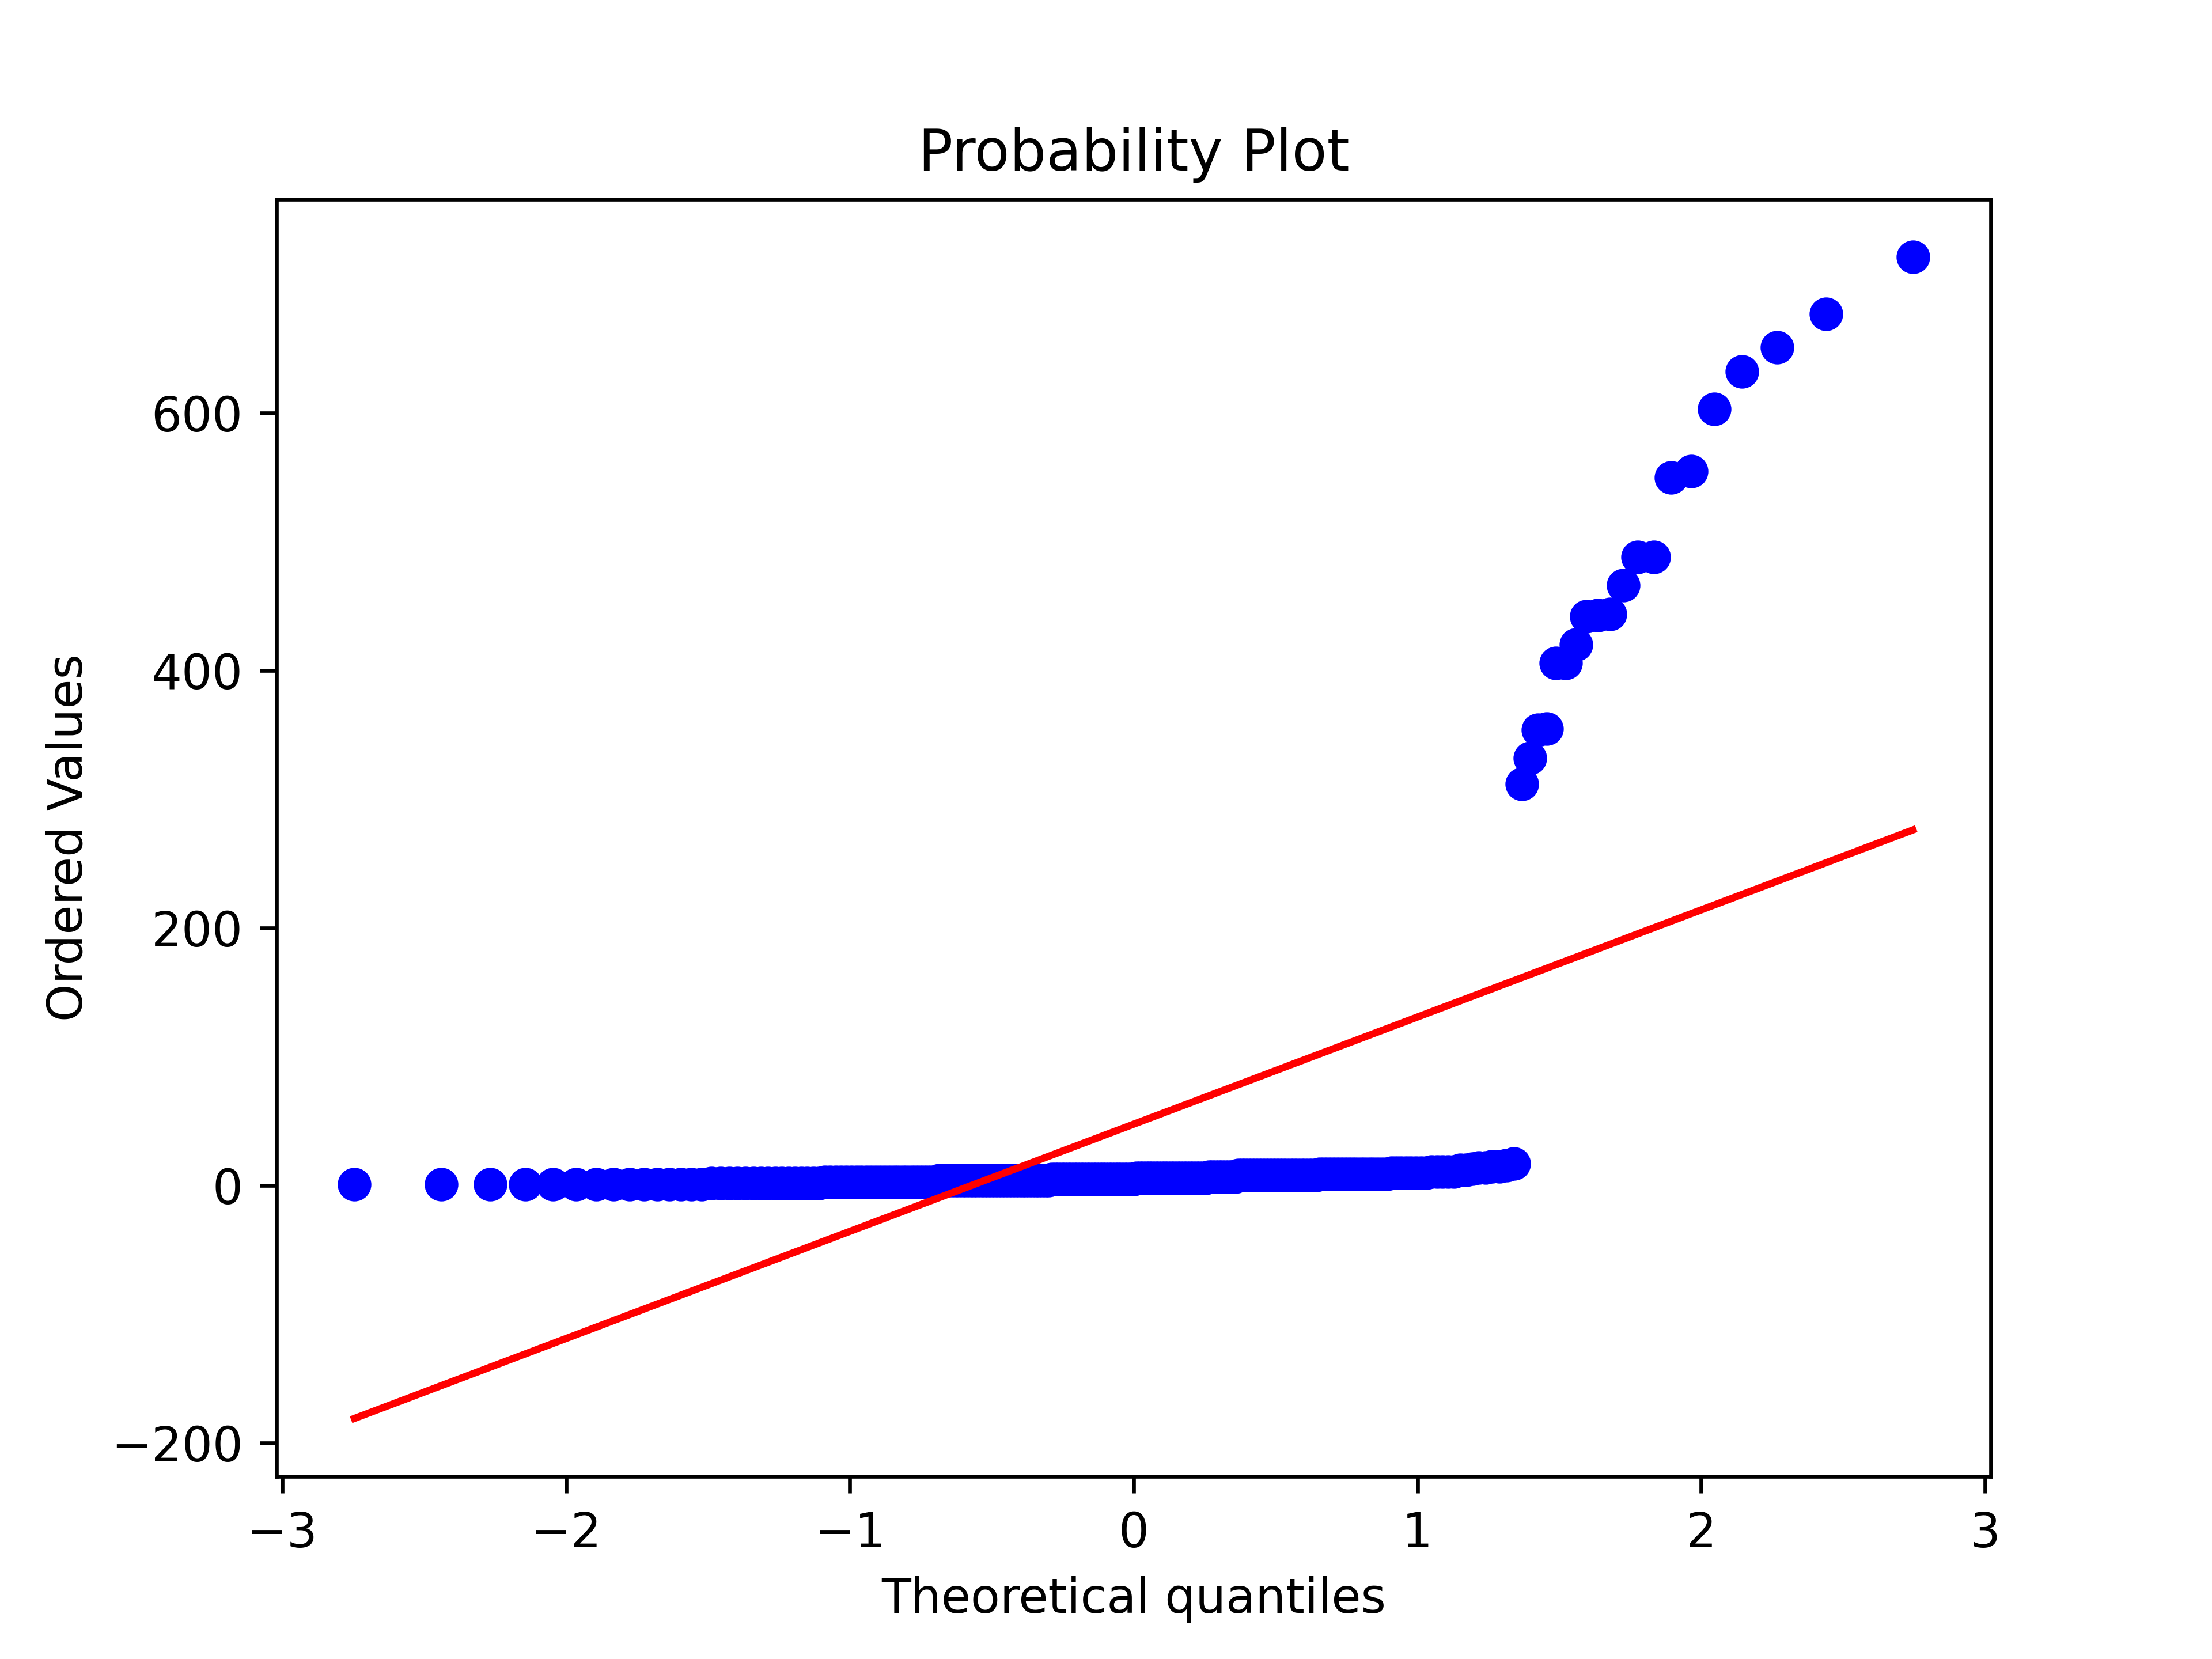 Probability Plot
Ordered Values
600
400
200
0
−200
−3 −2 −1 0 1 2 3
Theoretical quantiles